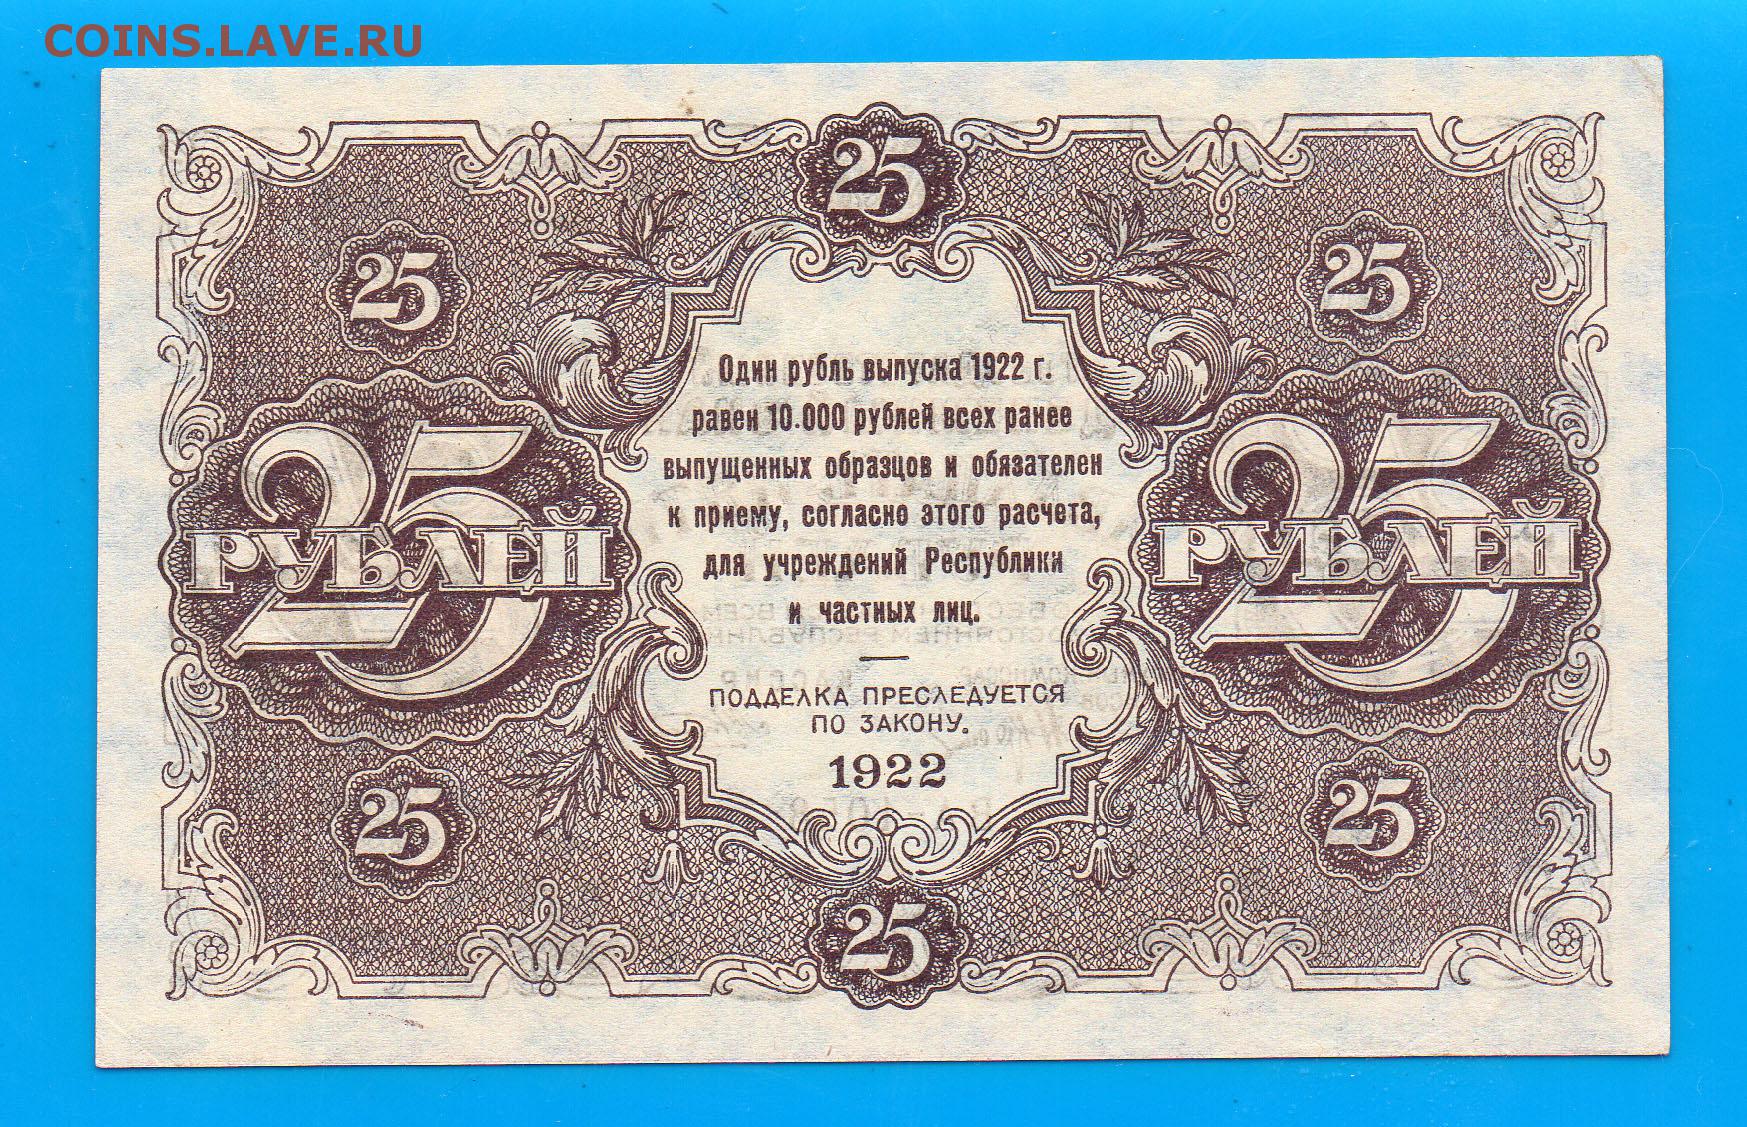 COINS.LAVE.RU
25
25
25
Один рубль выпуска 1922 г.
равен 10.000 рублей всех ранее
выпущенных образцов и обязателен
к приему, согласно этого расчета,
для учреждений Республики
и частных лиц.
25
РУБЛЕЙ
25
РУБЛЕЙ
ПОДДЕЛКА ПРЕСЛЕДУЕТСЯ
ПО ЗАКОНУ.
1922
25
25
25